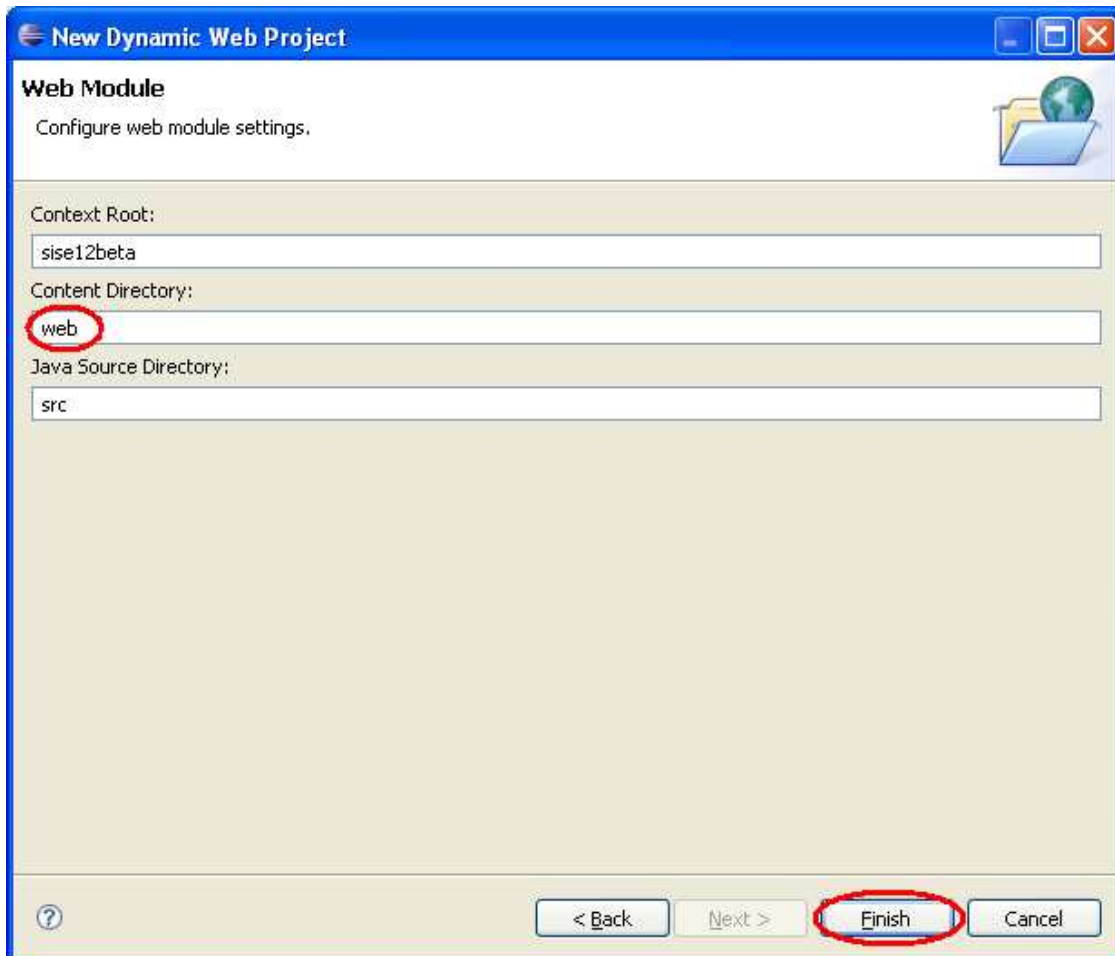 New Dynamic Web Project
Web Module
Configure web module settings.
Context Root:
sise12beta
Content Directory:
web
Java Source Directory:
src
?
< Back
Next >
Finish
Cancel